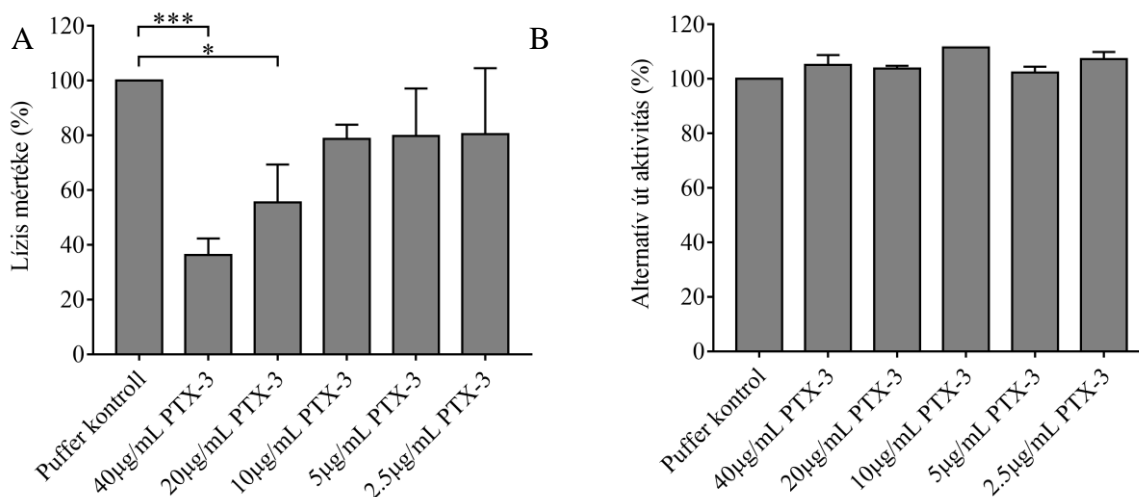 A
Lízis mértéke (%)
120
100
80
60
40
20
0
***
*
Puffer kontroll
40µg/mL PTX-3
20µg/mL PTX-3
10µg/mL PTX-3
5µg/mL PTX-3
2.5µg/mL PTX-3
B
Alternatív út aktivitás (%)
120
100
80
60
40
20
0
Puffer kontrol
40µg/mL PTX-3
20µg/mL PTX-3
10µg/mL PTX-3
5µg/mL PTX-3
2.5µg/mL PTX-3